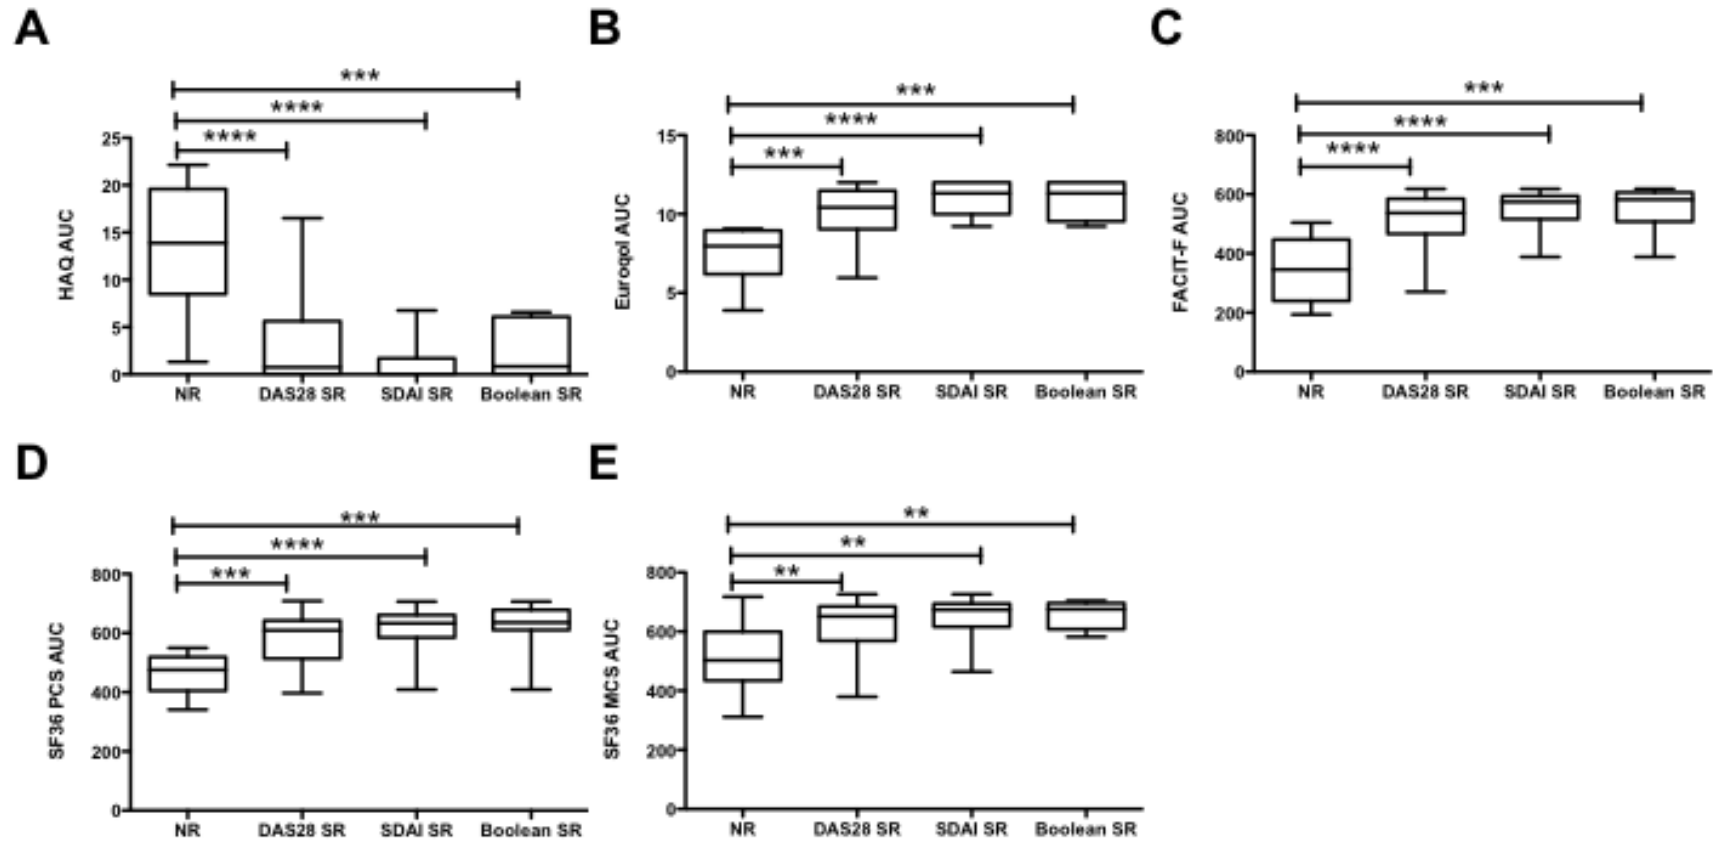 A
B
C
***
****
****
HAQ AUC
25
20
15
10
5
0
NR
DAS28 SR
SDAI SR
Boolean SR
***
****
***
Euroqol AUC
15
10
5
0
NR
DAS28 SR
SDAI SR
Boolean SR
***
****
****
FACIT-F AUC
800
600
400
200
0
NR
DAS28 SR
SDAI SR
Boolean SR
D
E
***
****
***
SF36 PCS AUC
800
600
400
200
0
NR
DAS28 SR
SDAI SR
Boolean SR
**
**
**
SF36 MCS AUC
800
600
400
200
0
NR
DAS28 SR
SDAI SR
Boolean SR